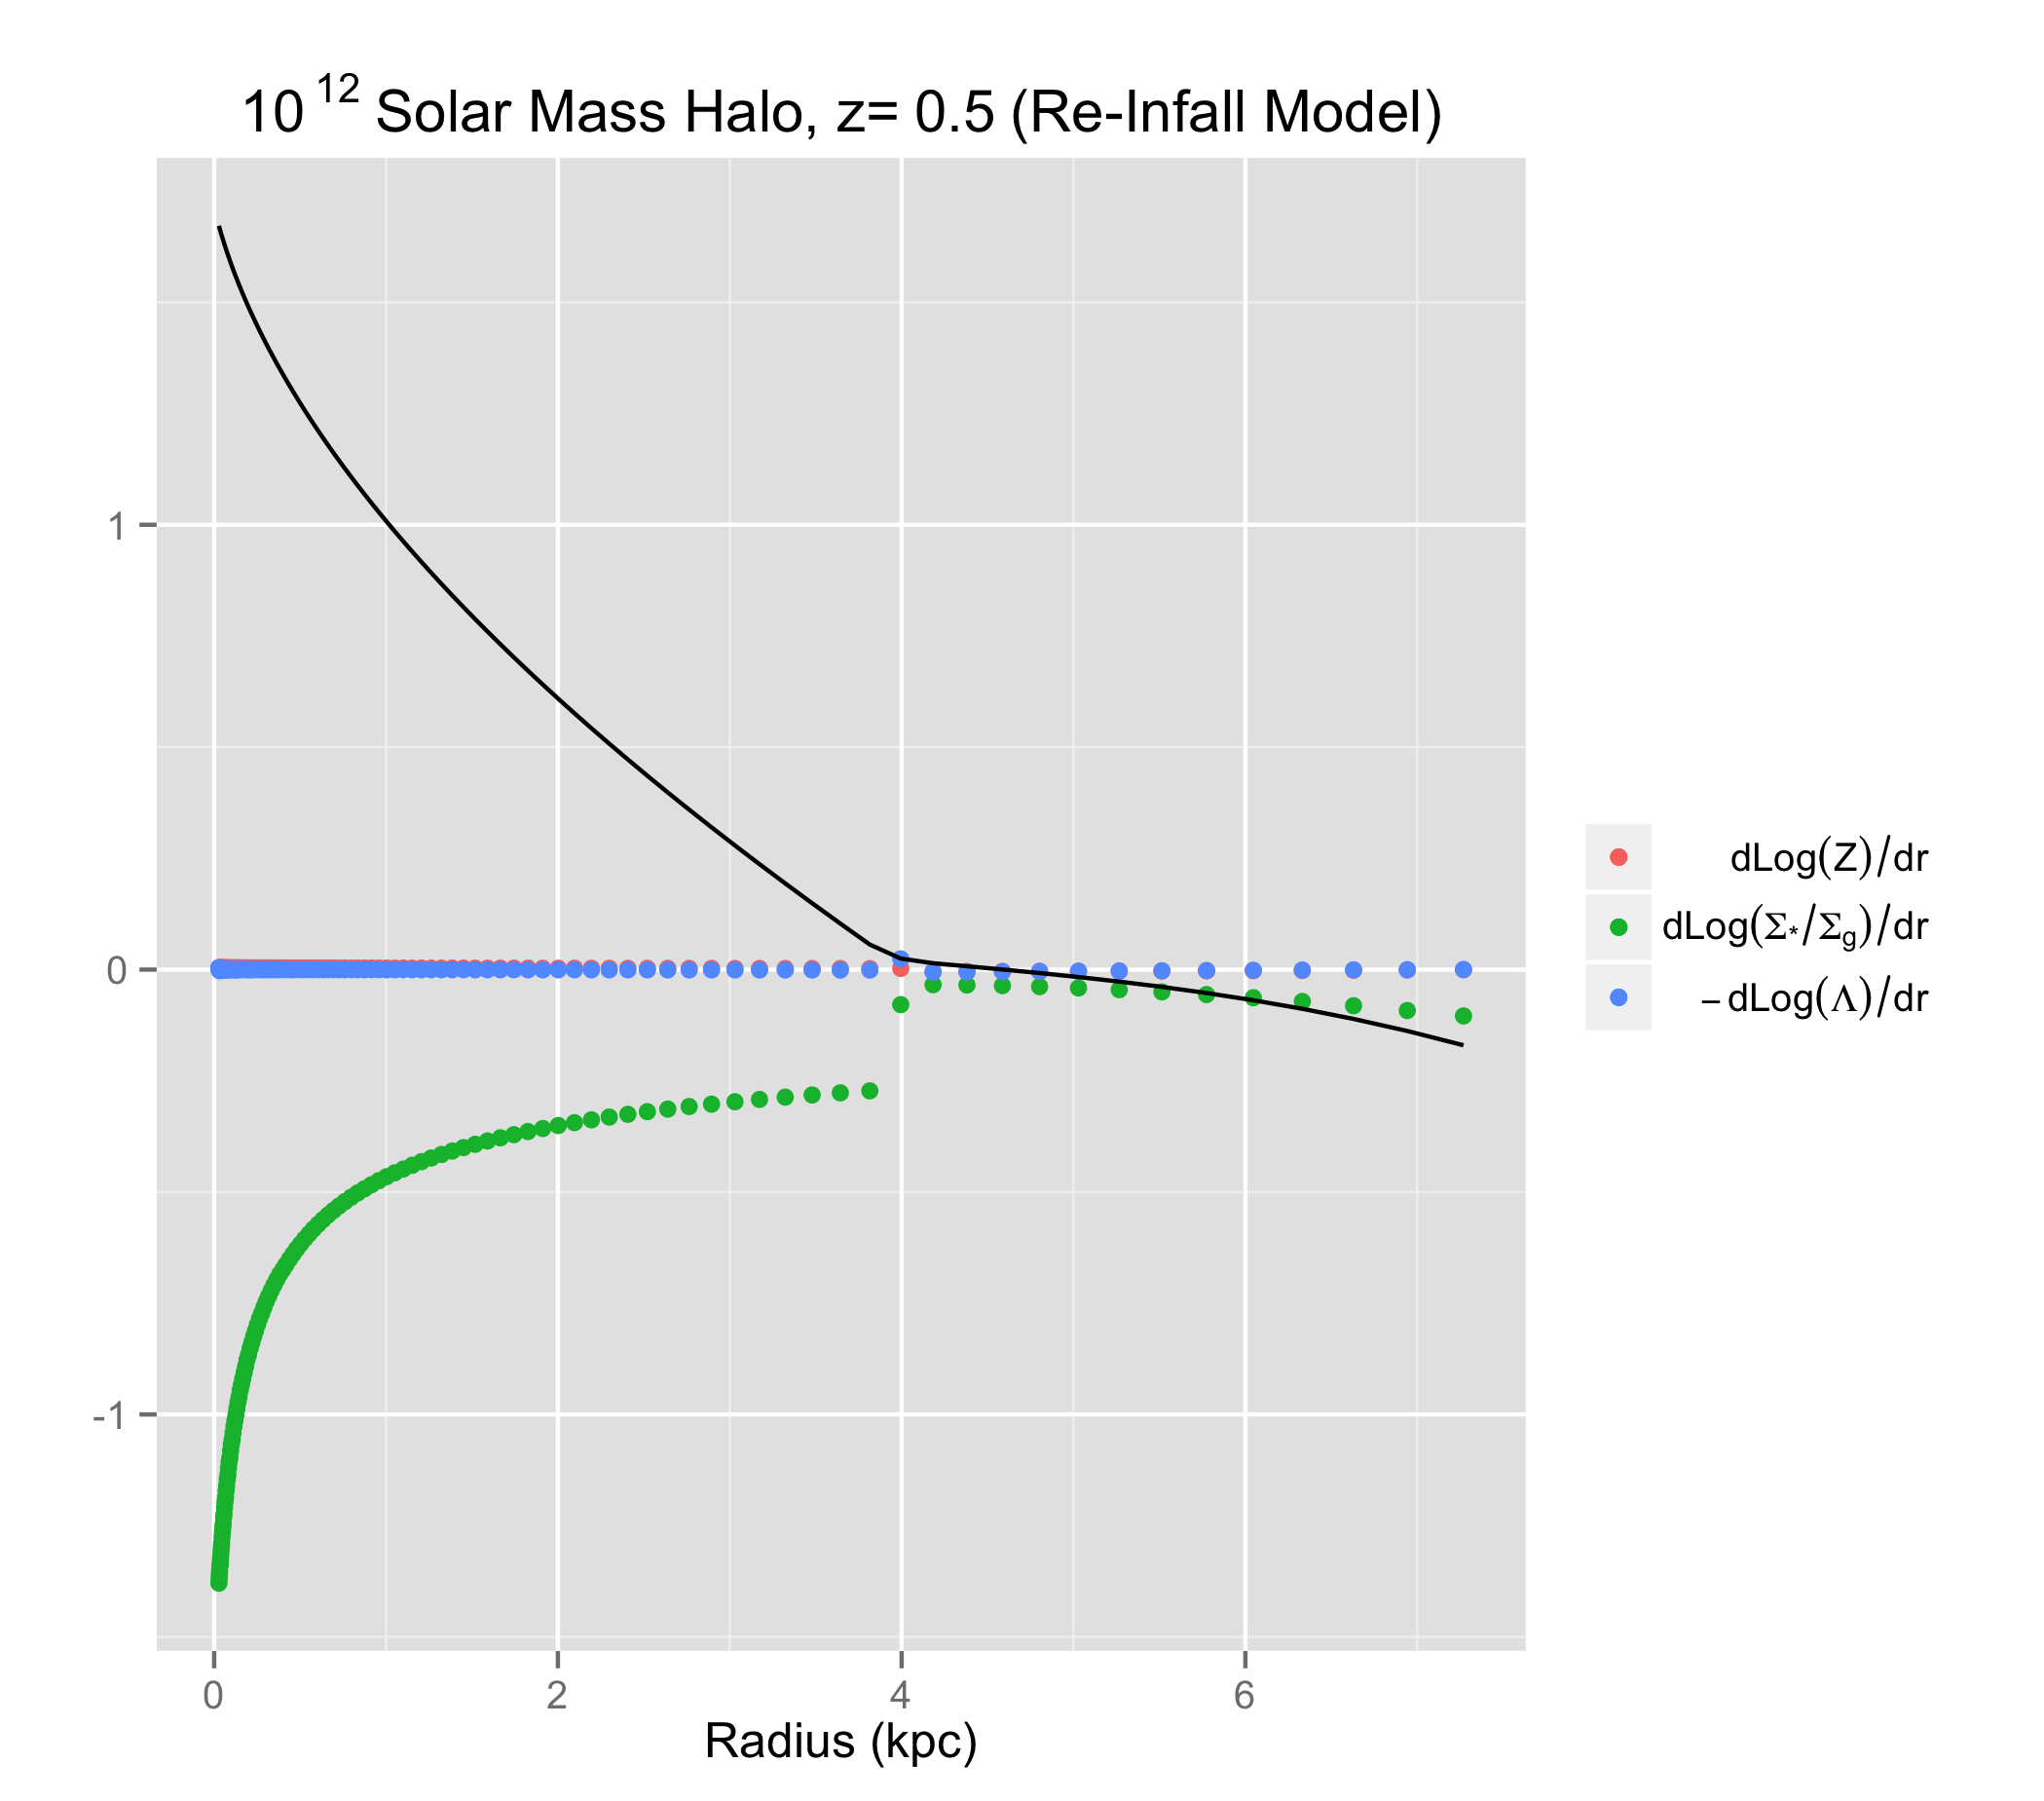 10 12 Solar Mass Halo, z= 0.5 (Re-Infall Model)
1
0
-1
0 2 4 6
Radius (kpc)
dLog(Z)/dr
dLog(Σ*/Σg)/dr
− dLog(Λ)/dr